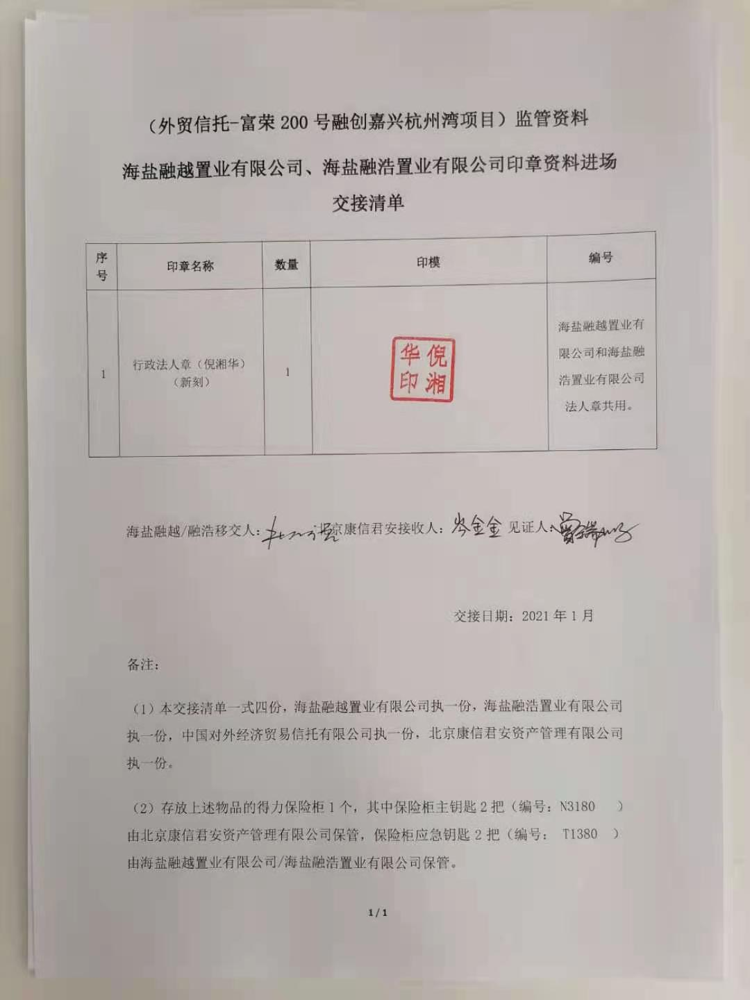 （外贸信托-富荣 200 号融创嘉兴杭州湾项目）监管资料
海盐融越置业有限公司、海盐融浩置业有限公司印章资料进场
交接清单
序号 印章名称 数量 印模 编号
1 行政法人章（倪湘华）（新刻） 1
华倪
印湘
海盐融越置业有
限公司和海盐融
浩置业有限公司
法人章共用。
海盐融越/融浩移交人： 北京康信君安接收人：岑金金 见证人：
交接日期：2021 年 1 月
备注：
（1）本交接清单一式四份，海盐融越置业有限公司执一份，海盐融浩置业有限公司
执一份，中国对外经济贸易信托有限公司执一份，北京康信君安资产管理有限公司
执一份。
（2）存放上述物品的得力保险柜 1 个，其中保险柜主钥匙 2 把（编号：N3180 ）
由北京康信君安资产管理有限公司保管，保险柜应急钥匙 2 把（编号： T1380 ）
由海盐融越置业有限公司/海盐融浩置业有限公司保管。
1 / 1